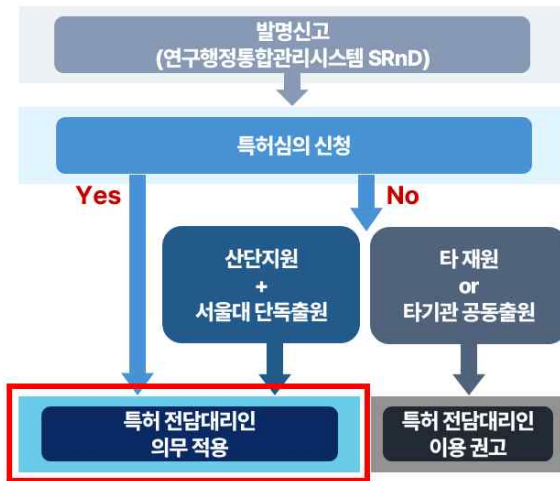 발명신고
(연구행정통합관리시스템 SRnD)
특허심의 신청
Yes
No
산단지원
+
서울대 단독출원
타 재원
or
타기관 공동출원
특허 전담대리인
의무 적용
특허 전담대리인
이용 권고